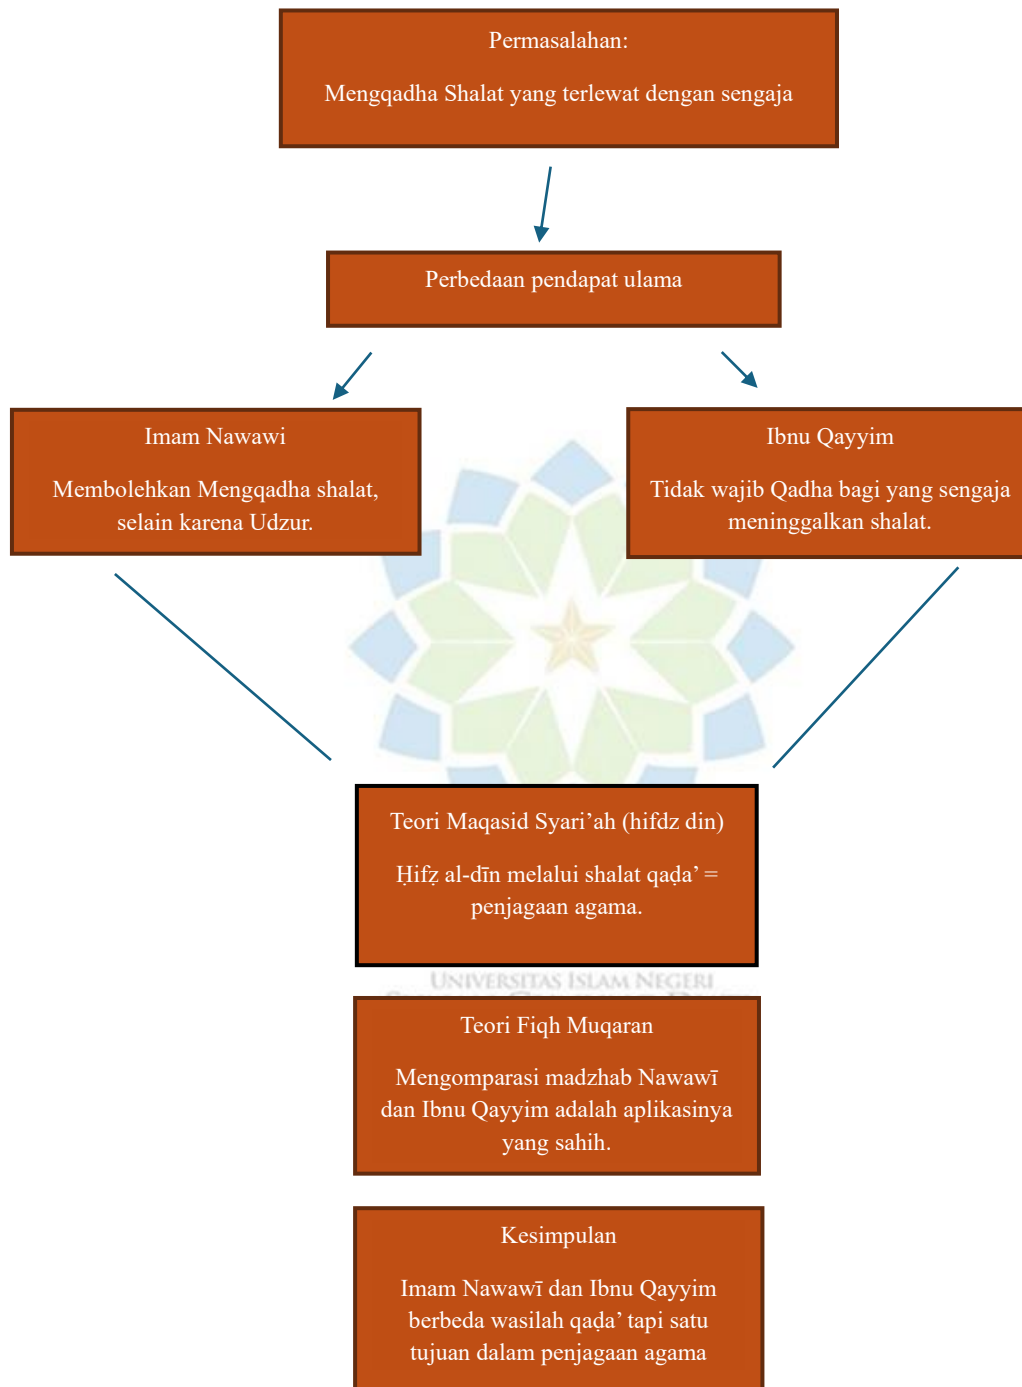 Permasalahan:
Mengqadha Shalat yang terlewat dengan sengaja
Perbedaan pendapat ulama
Imam Nawawi
Membolehkan Mengqadha shalat,
selain karena Udzur.
Ibnu Qayyim
Tidak wajib Qadha bagi yang sengaja
meninggalkan shalat.
Teori Maqasid Syari’ah (hifdz din)
Ḥifẓ al-dīn melalui shalat qaḍa’ =
penjagaan agama.
UNIVERSITAS ISLAM NEGERI
Teori Fiqh Muqaran
Mengomparasi madzhab Nawawī
dan Ibnu Qayyim adalah aplikasinya
yang sahih.
Kesimpulan
Imam Nawawī dan Ibnu Qayyim
berbeda wasilah qaḍa’ tapi satu
tujuan dalam penjagaan agama